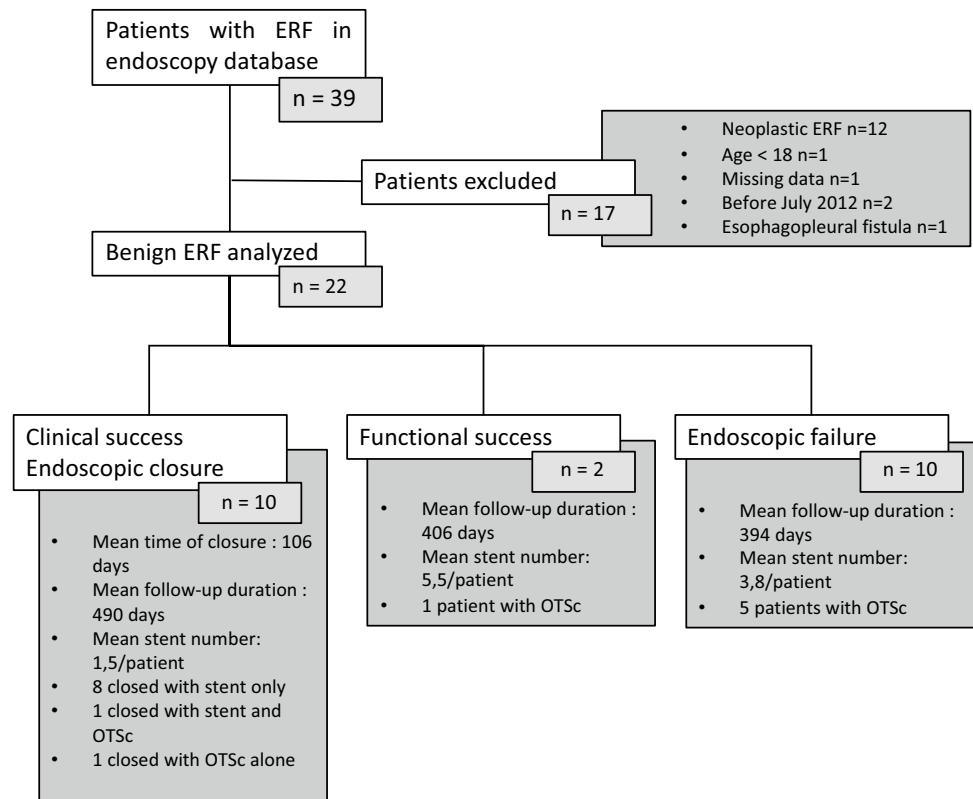 Patients with ERF in
endoscopy database
n = 39
• Neoplastic ERF n=12
• Age < 18 n=1
• Missing data n=1
• Before July 2012 n=2
• Esophagopleural fistula n=1
Patients excluded
n = 17
Benign ERF analyzed
n = 22
Clinical success
Endoscopic closure
n = 10
• Mean time of closure : 106
days
• Mean follow-up duration :
490 days
• Mean stent number:
1,5/patient
• 8 closed with stent only
• 1 closed with stent and
OTSc
• 1 closed with OTSc alone
Functional success
n = 2
• Mean follow-up duration :
406 days
• Mean stent number:
5,5/patient
• 1 patient with OTSc
Endoscopic failure
n = 10
• Mean follow-up duration :
394 days
• Mean stent number:
3,8/patient
• 5 patients with OTSc